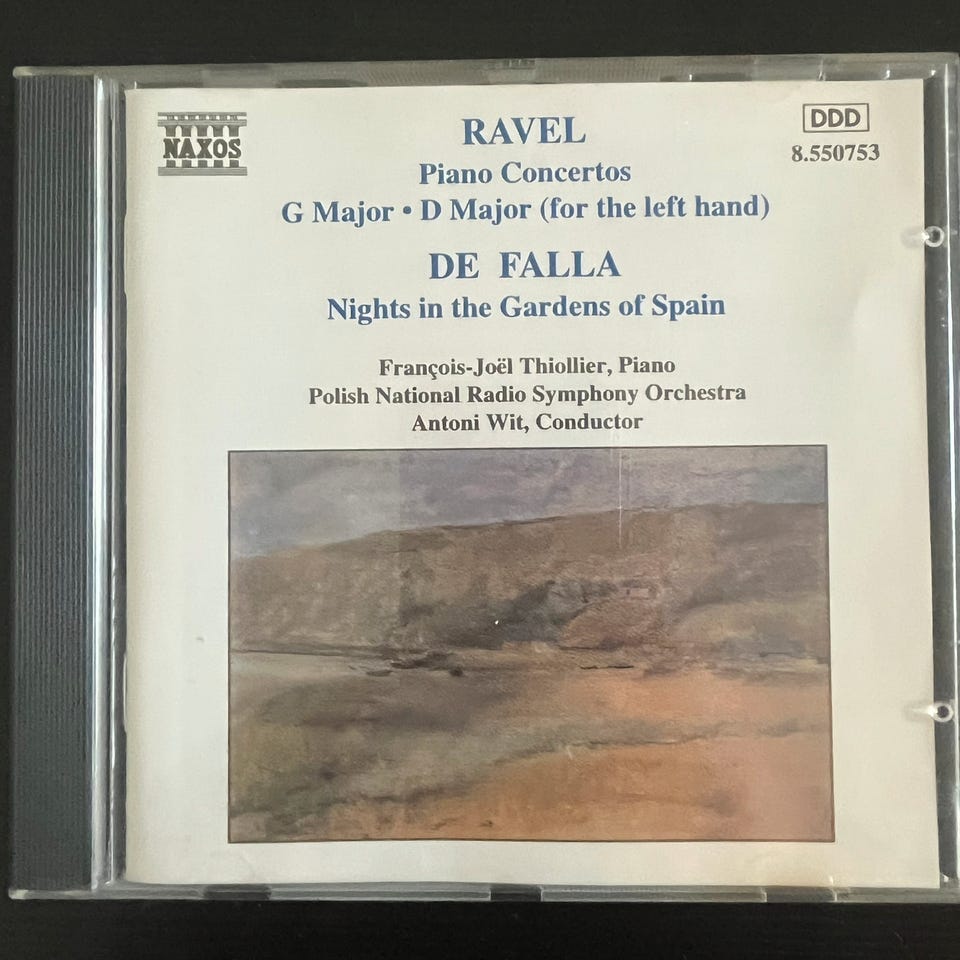 NAXOS
DDD
8.550753
RAVEL
Piano Concertos
G Major • D Major (for the left hand)
DE FALLA
Nights in the Gardens of Spain
François-Joël Thiollier, Piano
Polish National Radio Symphony Orchestra
Antoni Wit, Conductor